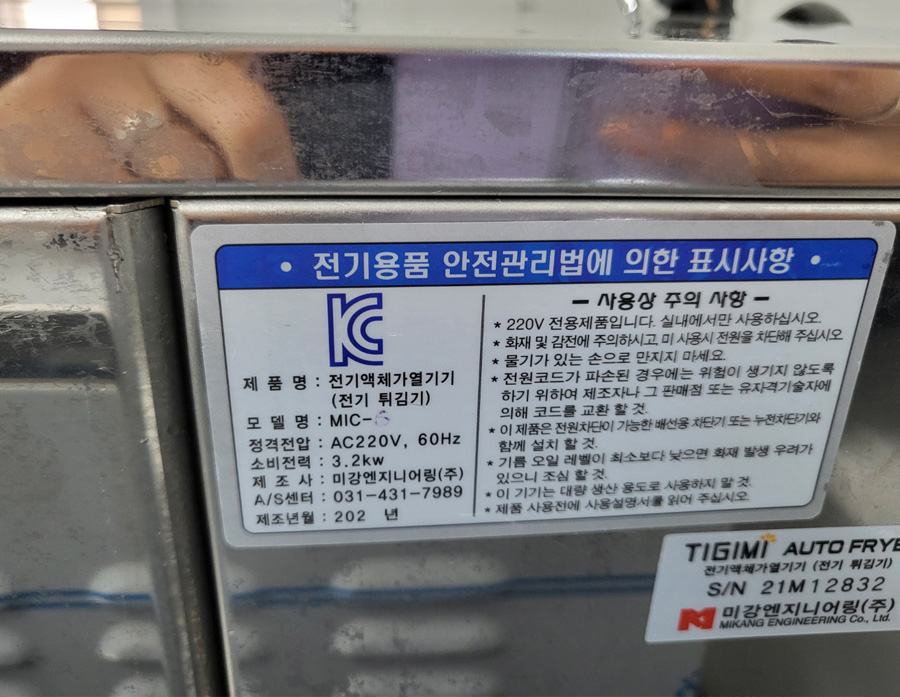 • 전기용품 안전관리법에 의한 표시사항 •
KC
제 품 명 : 전기액체가열기기
(전기 튀김기)
모 델 명 : MIC-6
정격전압 : AC220V, 60Hz
소비전력 : 3.2kw
제 조 사 : 미강엔지니어링(주)
A/S센터 : 031-431-7989
제조년월 : 202 년
– 사용상 주의 사항 –
* 220V 전용제품입니다. 실내에서만 사용하십시오.
* 화재 및 감전에 주의하시고, 미 사용시 전원을 차단해 주십시오
* 물기가 있는 손으로 만지지 마세요.
* 전원코드가 파손된 경우에는 위험이 생기지 않도록
하기 위하여 제조자나 그 판매점 또는 유자격기술자에
의해 코드를 교환 할 것.
* 이 제품은 전원차단이 가능한 배선용 차단기 또는 누전차단기와
함께 설치 할 것.
* 기름 오일 레벨이 최소보다 낮으면 화재 발생 우려가
있으니 조심 할 것.
* 이 기기는 대량 생산 용도로 사용하지 말 것.
* 제품 사용전에 사용설명서를 읽어 주십시오.
TIGIMI AUTO FRYE
전기액체가열기기 (전기 튀김기)
S/N 21M12832
미강엔지니어링(주)
MIKANG ENGINEERING Co., Ltd.